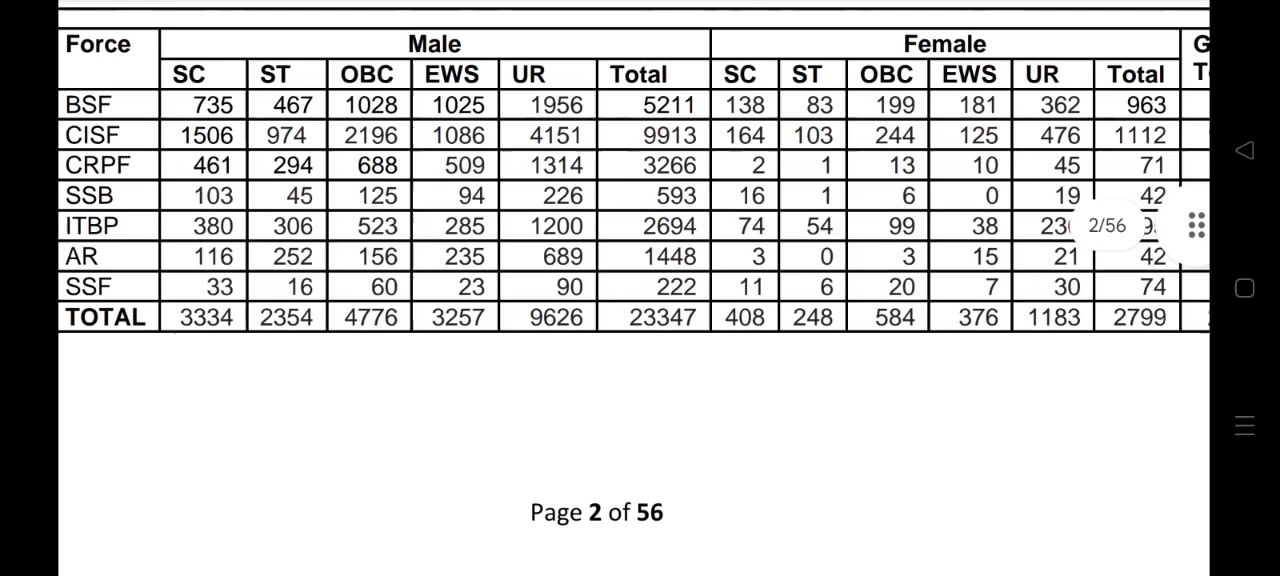 Force Male Female
SC ST OBC EWS UR Total SC ST OBC EWS UR Total
BSF 735 467 1028 1025 1956 5211 138 83 199 181 362 963
CISF 1506 974 2196 1086 4151 9913 164 103 244 125 476 1112
CRPF 461 294 688 509 1314 3266 2 1 13 10 45 71
SSB 103 45 125 94 226 593 16 1 6 0 19 42
ITBP 380 306 523 285 1200 2694 74 54 99 38 2/56
AR 116 252 156 235 689 1448 3 0 3 15 21 42
SSF 33 16 60 23 90 222 11 6 20 7 30 74
TOTAL 3334 2354 4776 3257 9626 23347 408 248 584 376 1183 2799
Page 2 of 56